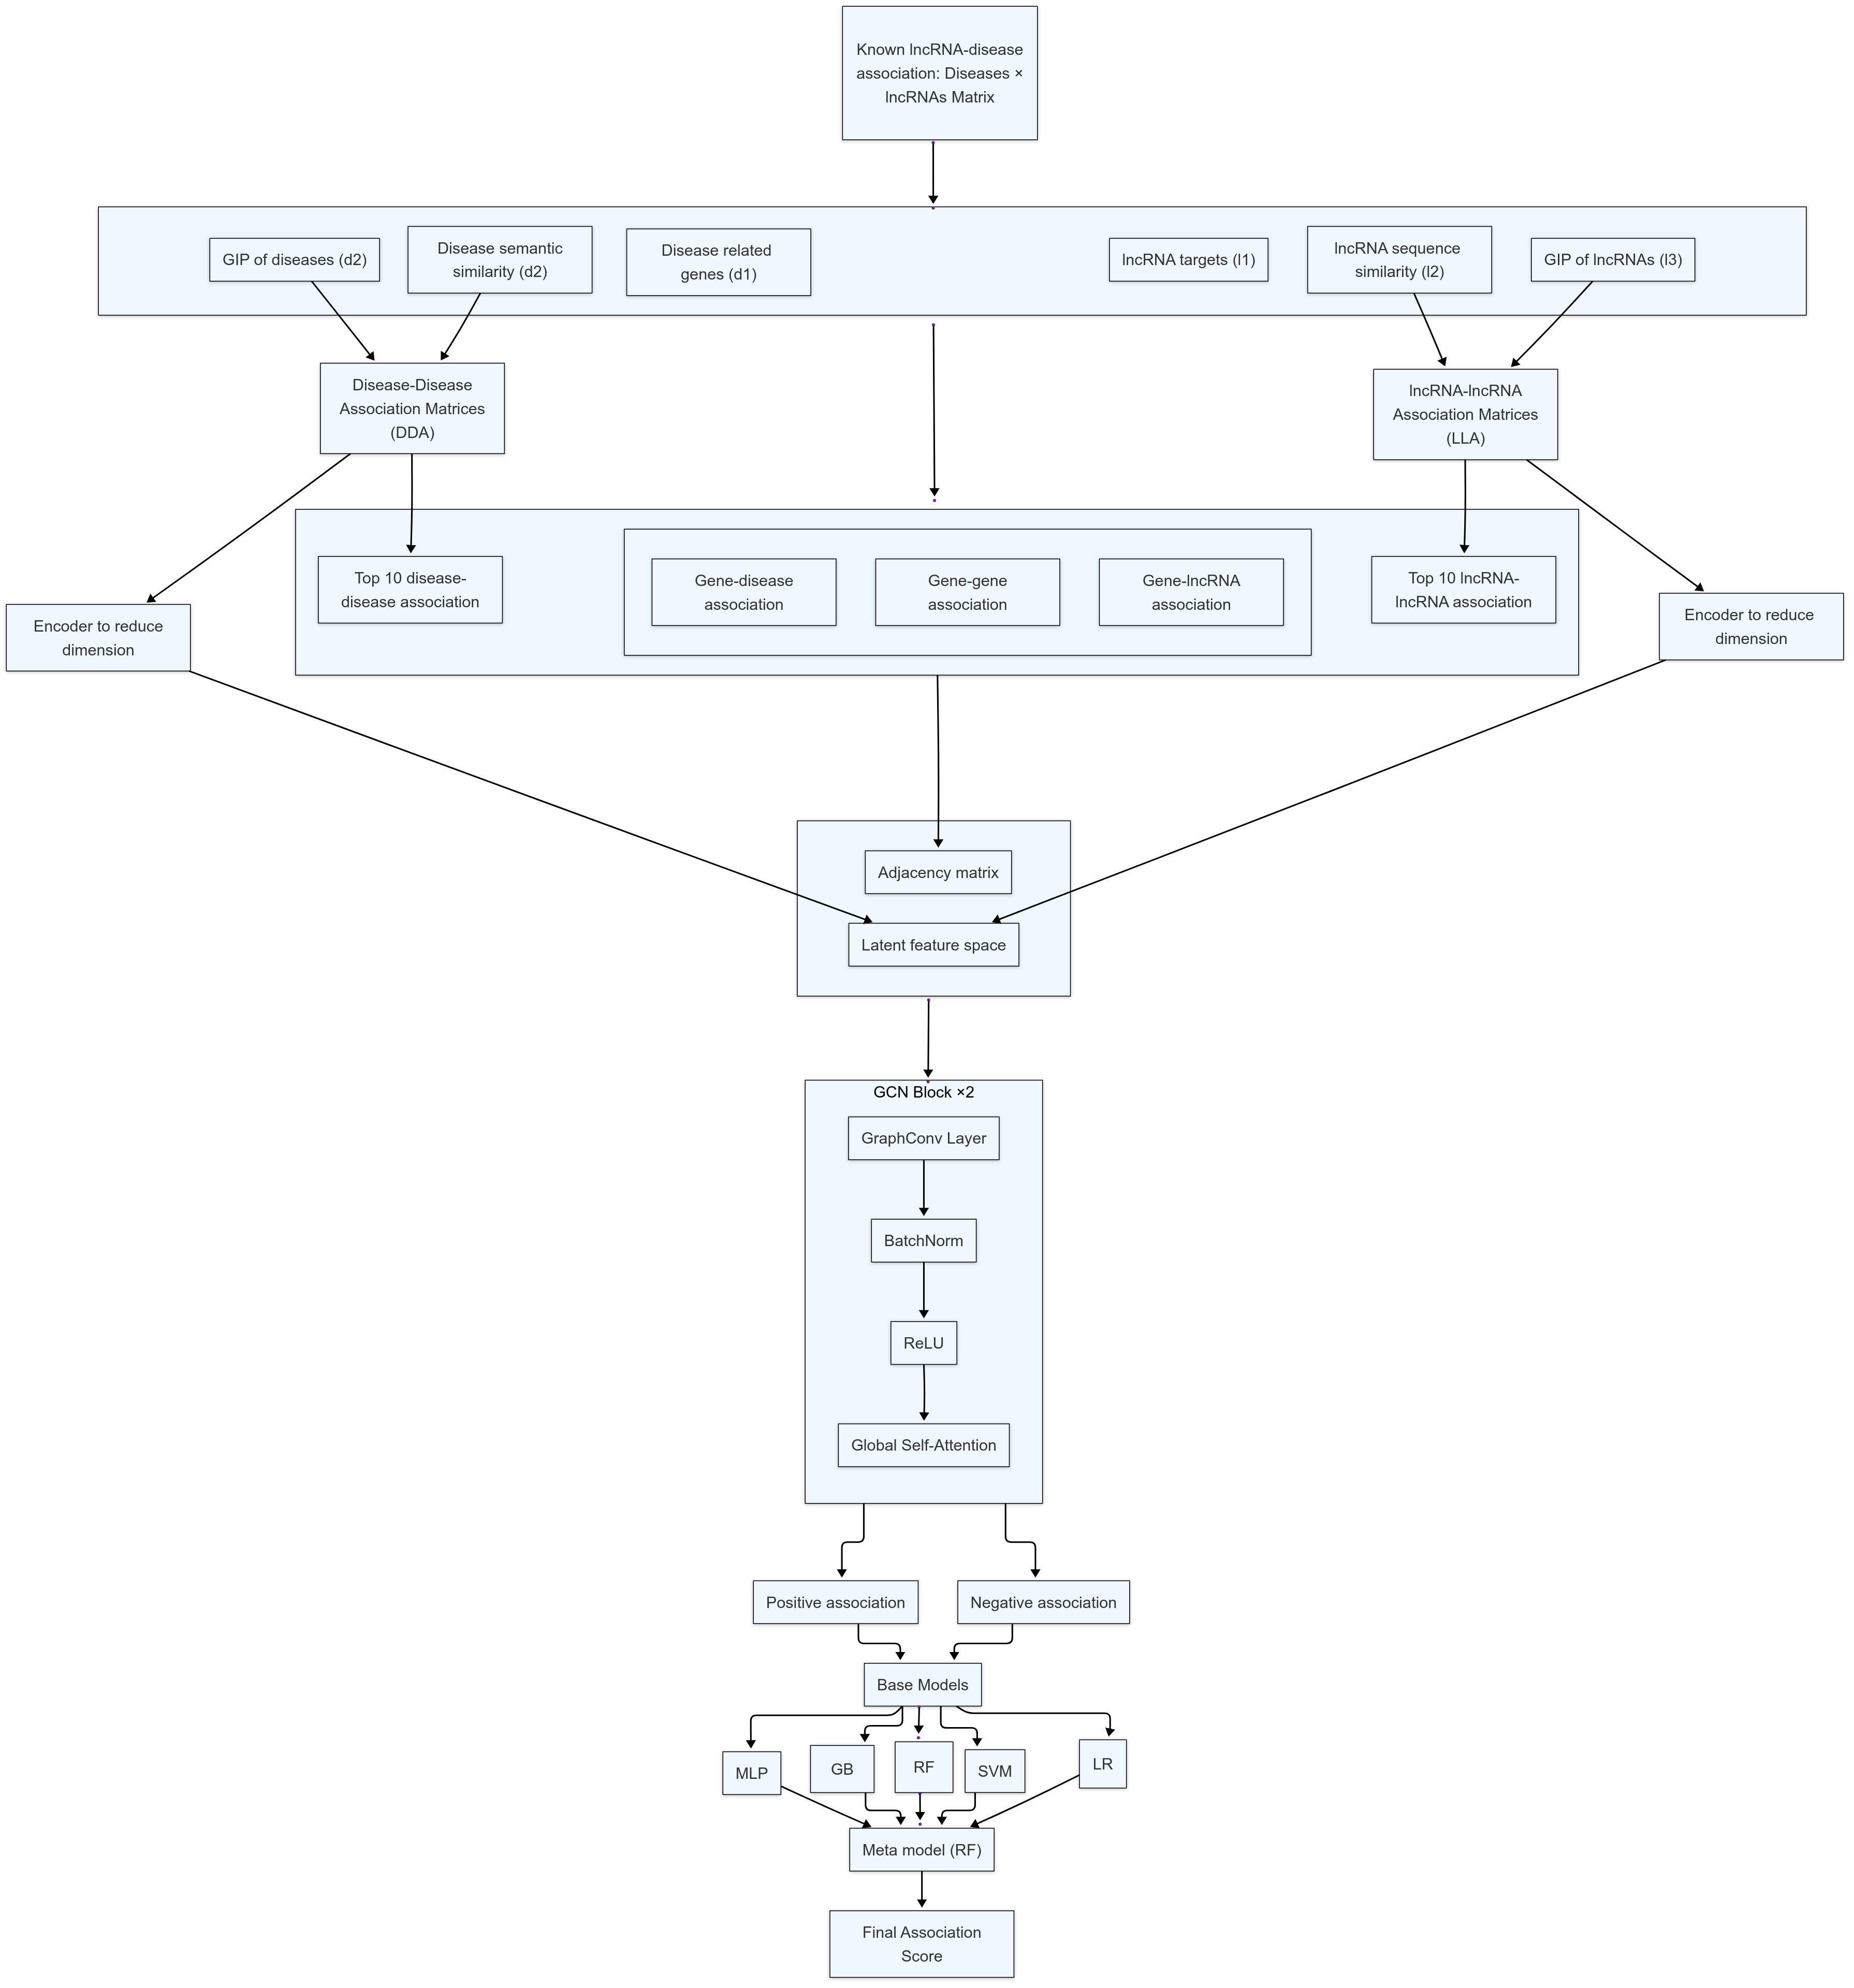 Known lncRNA-disease
association: Diseases ×
lncRNAs Matrix
GIP of diseases (d2)
Disease semantic
similarity (d2)
Disease related
genes (d1)
lncRNA targets (l1)
lncRNA sequence
similarity (l2)
GIP of lncRNAs (l3)
Disease-Disease
Association Matrices
(DDA)
lncRNA-lncRNA
Association Matrices
(LLA)
Top 10 disease-
disease association
Gene-disease
association
Gene-gene
association
Gene-lncRNA
association
Top 10 lncRNA-
lncRNA association
Encoder to reduce
dimension
Encoder to reduce
dimension
Adjacency matrix
Latent feature space
GCN Block ×2
GraphConv Layer
BatchNorm
ReLU
Global Self-Attention
Positive association
Negative association
Base Models
MLP
GB
RF
SVM
LR
Meta model (RF)
Final Association
Score